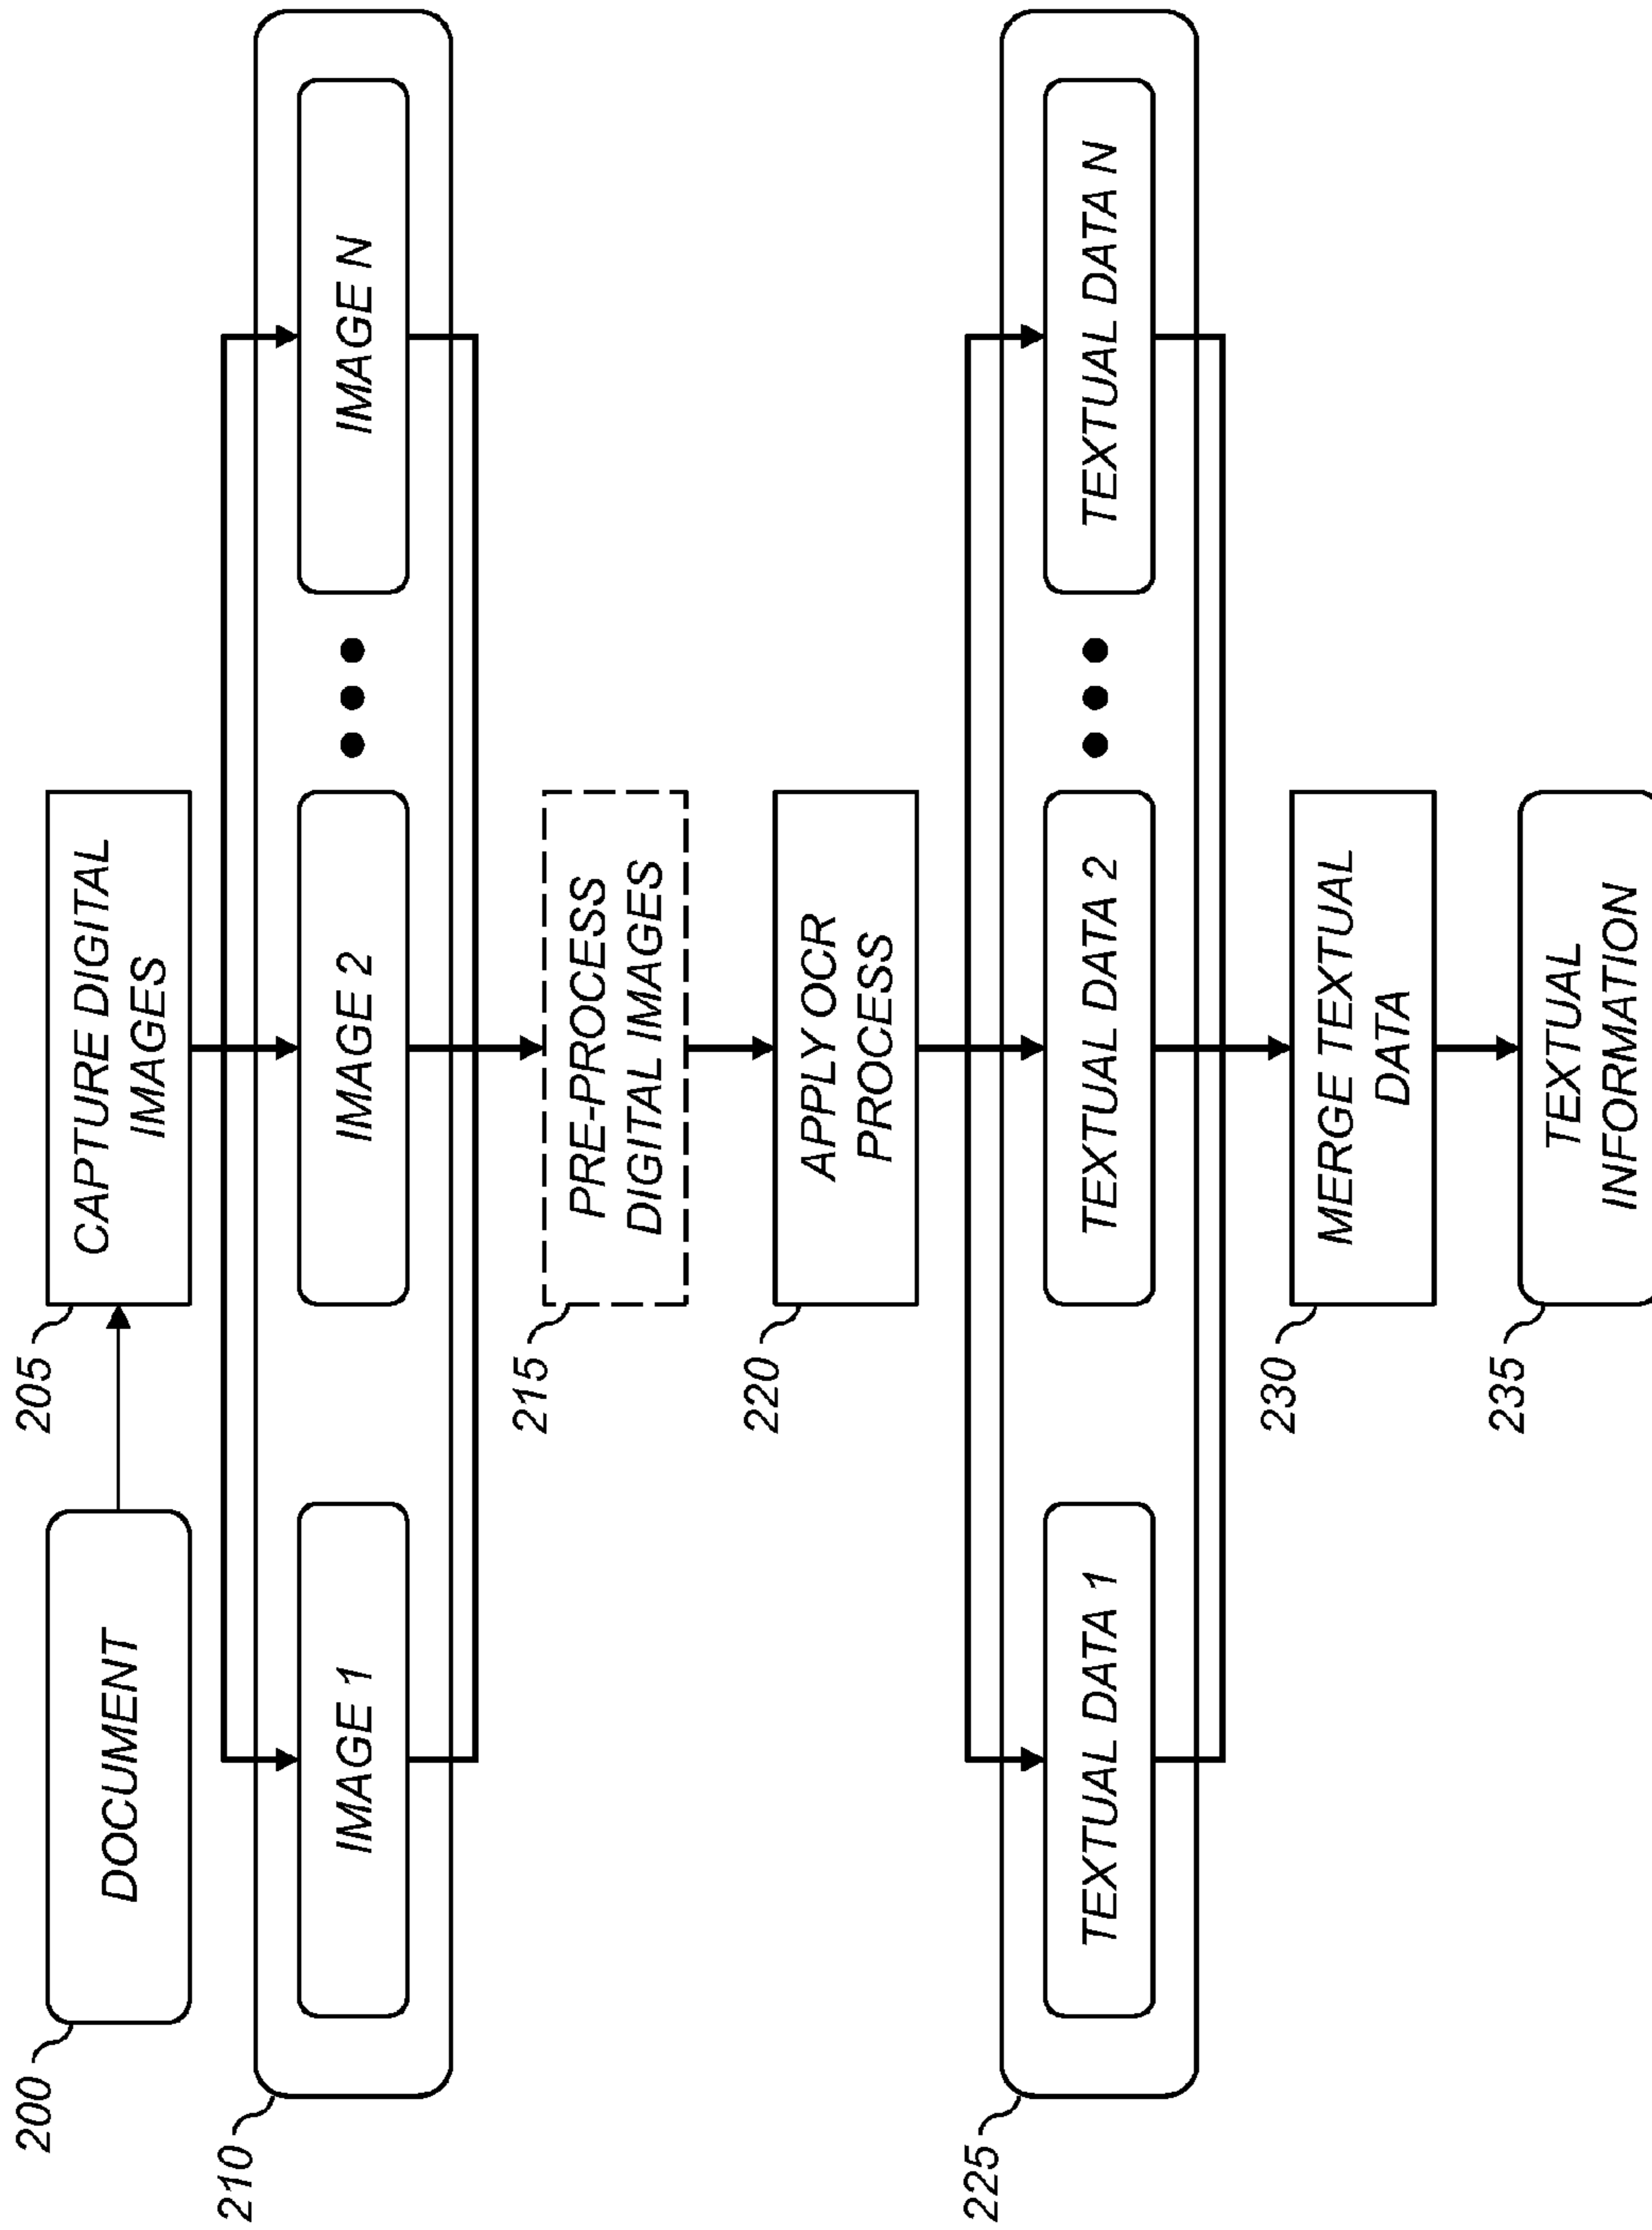 200
DOCUMENT
205
CAPTURE DIGITAL
IMAGES
210
IMAGE 1
IMAGE 2
IMAGE N
215
PRE-PROCESS
DIGITAL IMAGES
220
APPLY OCR
PROCESS
225
TEXTUAL DATA 1
TEXTUAL DATA 2
TEXTUAL DATA N
230
MERGE TEXTUAL
DATA
235
TEXTUAL
INFORMATION